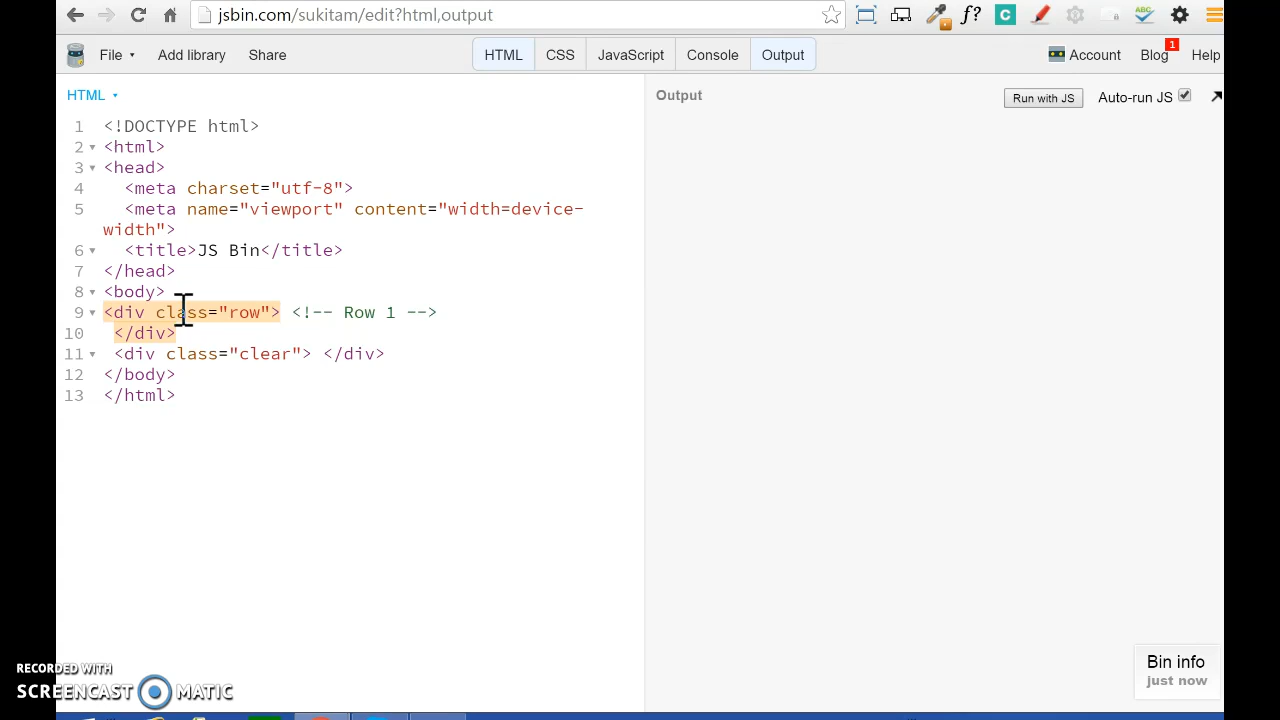 jsbin.com/sukitam/edit?html,output
f?
C
ABC
File
Add library
Share
HTML
CSS
JavaScript
Console
Output
Account
Blog
1
Help
HTML
Output
Run with JS
Auto-run JS
1 <!DOCTYPE html>
2 <html>
3 <head>
4 <meta charset="utf-8">
5 <meta name="viewport" content="width=device-
width">
6 <title>JS Bin</title>
7 </head>
8 <body>
9 <div class="row"> <!-- Row 1 -->
10 </div>
11 <div class="clear"> </div>
12 </body>
13 </html>
Bin info
just now
RECORDED WITH
SCREENCAST MATIC